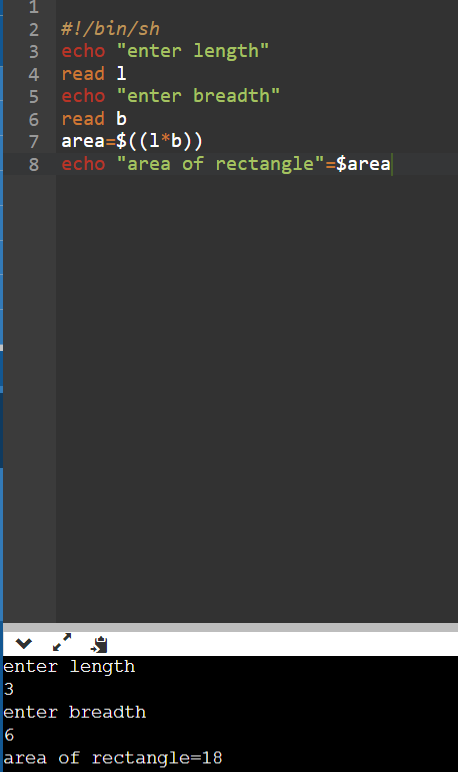 1
2 #!/bin/sh
3 echo "enter length"
4 read l
5 echo "enter breadth"
6 read b
7 area=$((l*b))
8 echo "area of rectangle"=$area
enter length
3
enter breadth
6
area of rectangle=18